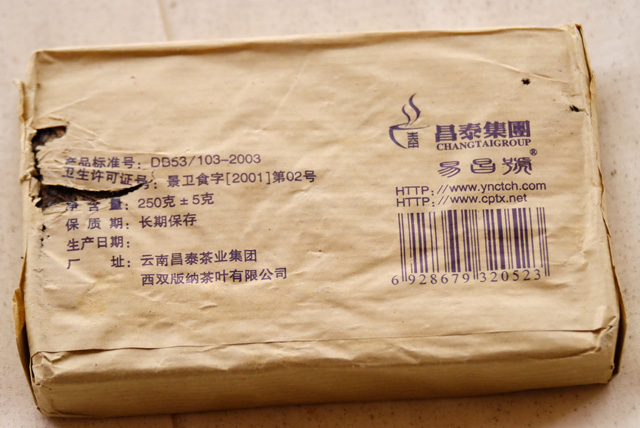 产品标准号: DB53/103-2003
卫生许可证号: 景卫食字[2001]第02号
净含量: 250克±5克
保质期: 长期保存
生产日期:
厂址: 云南昌泰茶业集团
西双版纳茶叶有限公司
泰
昌泰集團
CHANGTAIGROUP
易昌號®
HTTP://www.ynctch.com
HTTP://www.cptx.net
6 928679 320523